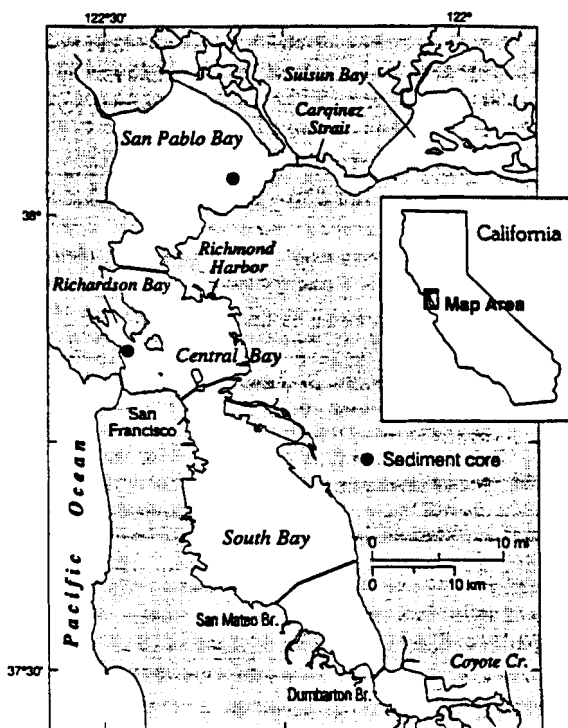 122°30'
122°
Suisun Bay
Carqinez
Strait
San Pablo Bay
38°
California
Richmond
Harbor
Richardson Bay
Map Area
Central Bay
San
Francisco
Sediment core
Pacific Ocean
0 10 mi
South Bay
0 10 km
San Mateo Br.
Coyote Cr.
37°30'
Dumbarton Br.